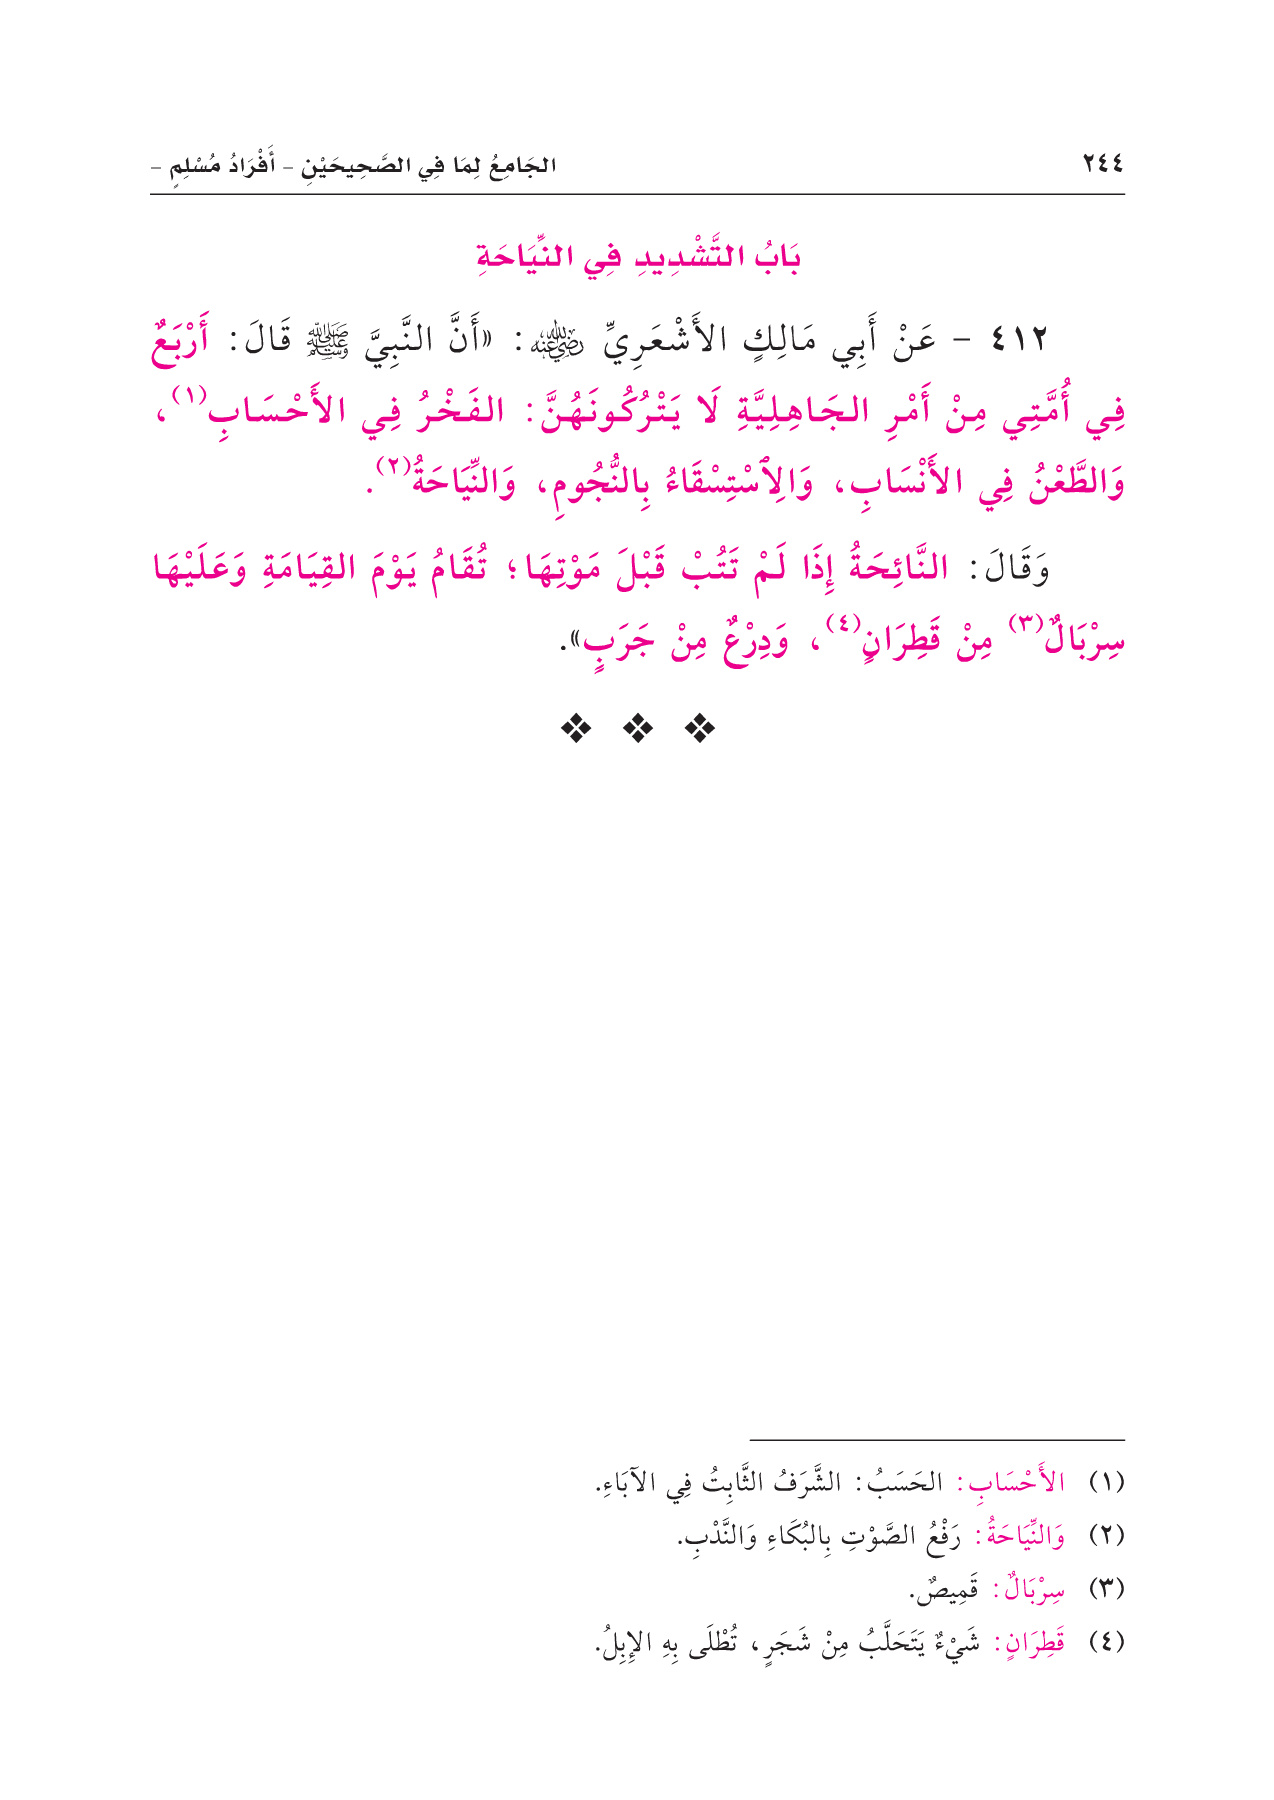 ٢٤٤
الجَامِعُ لِمَا فِي الصَّحِيحَيْنِ - أَفْرَادُ مُسْلِمٍ -
بَابُ التَّشْدِيدِ فِي النِّيَاحَةِ
٤١٢ - عَنْ أَبِي مَالِكٍ الأَشْعَرِيِّ رضي الله عنه: «أَنَّ النَّبِيَّ ﷺ قَالَ: أَرْبَعٌ
فِي أُمَّتِي مِنْ أَمْرِ الجَاهِلِيَّةِ لَا يَتْرُكُونَهُنَّ: الفَخْرُ فِي الأَحْسَابِ(١)،
وَالطَّعْنُ فِي الأَنْسَابِ، وَالِاسْتِسْقَاءُ بِالنُّجُومِ، وَالنِّيَاحَةُ(٢).
وَقَالَ: النَّائِحَةُ إِذَا لَمْ تَتُبْ قَبْلَ مَوْتِهَا؛ تُقَامُ يَوْمَ القِيَامَةِ وَعَلَيْهَا
سِرْبَالٌ(٣) مِنْ قَطِرَانٍ(٤)، وَدِرْعٌ مِنْ جَرَبٍ».
(١) الأَحْسَابِ: الحَسَبُ: الشَّرَفُ الثَّابِتُ فِي الآبَاءِ.
(٢) وَالنِّيَاحَةُ: رَفْعُ الصَّوْتِ بِالبُكَاءِ وَالنَّدْبِ.
(٣) سِرْبَالٌ: قَمِيصٌ.
(٤) قَطِرَانٍ: شَيْءٌ يَتَحَلَّبُ مِنْ شَجَرٍ، تُطْلَى بِهِ الإِبِلُ.